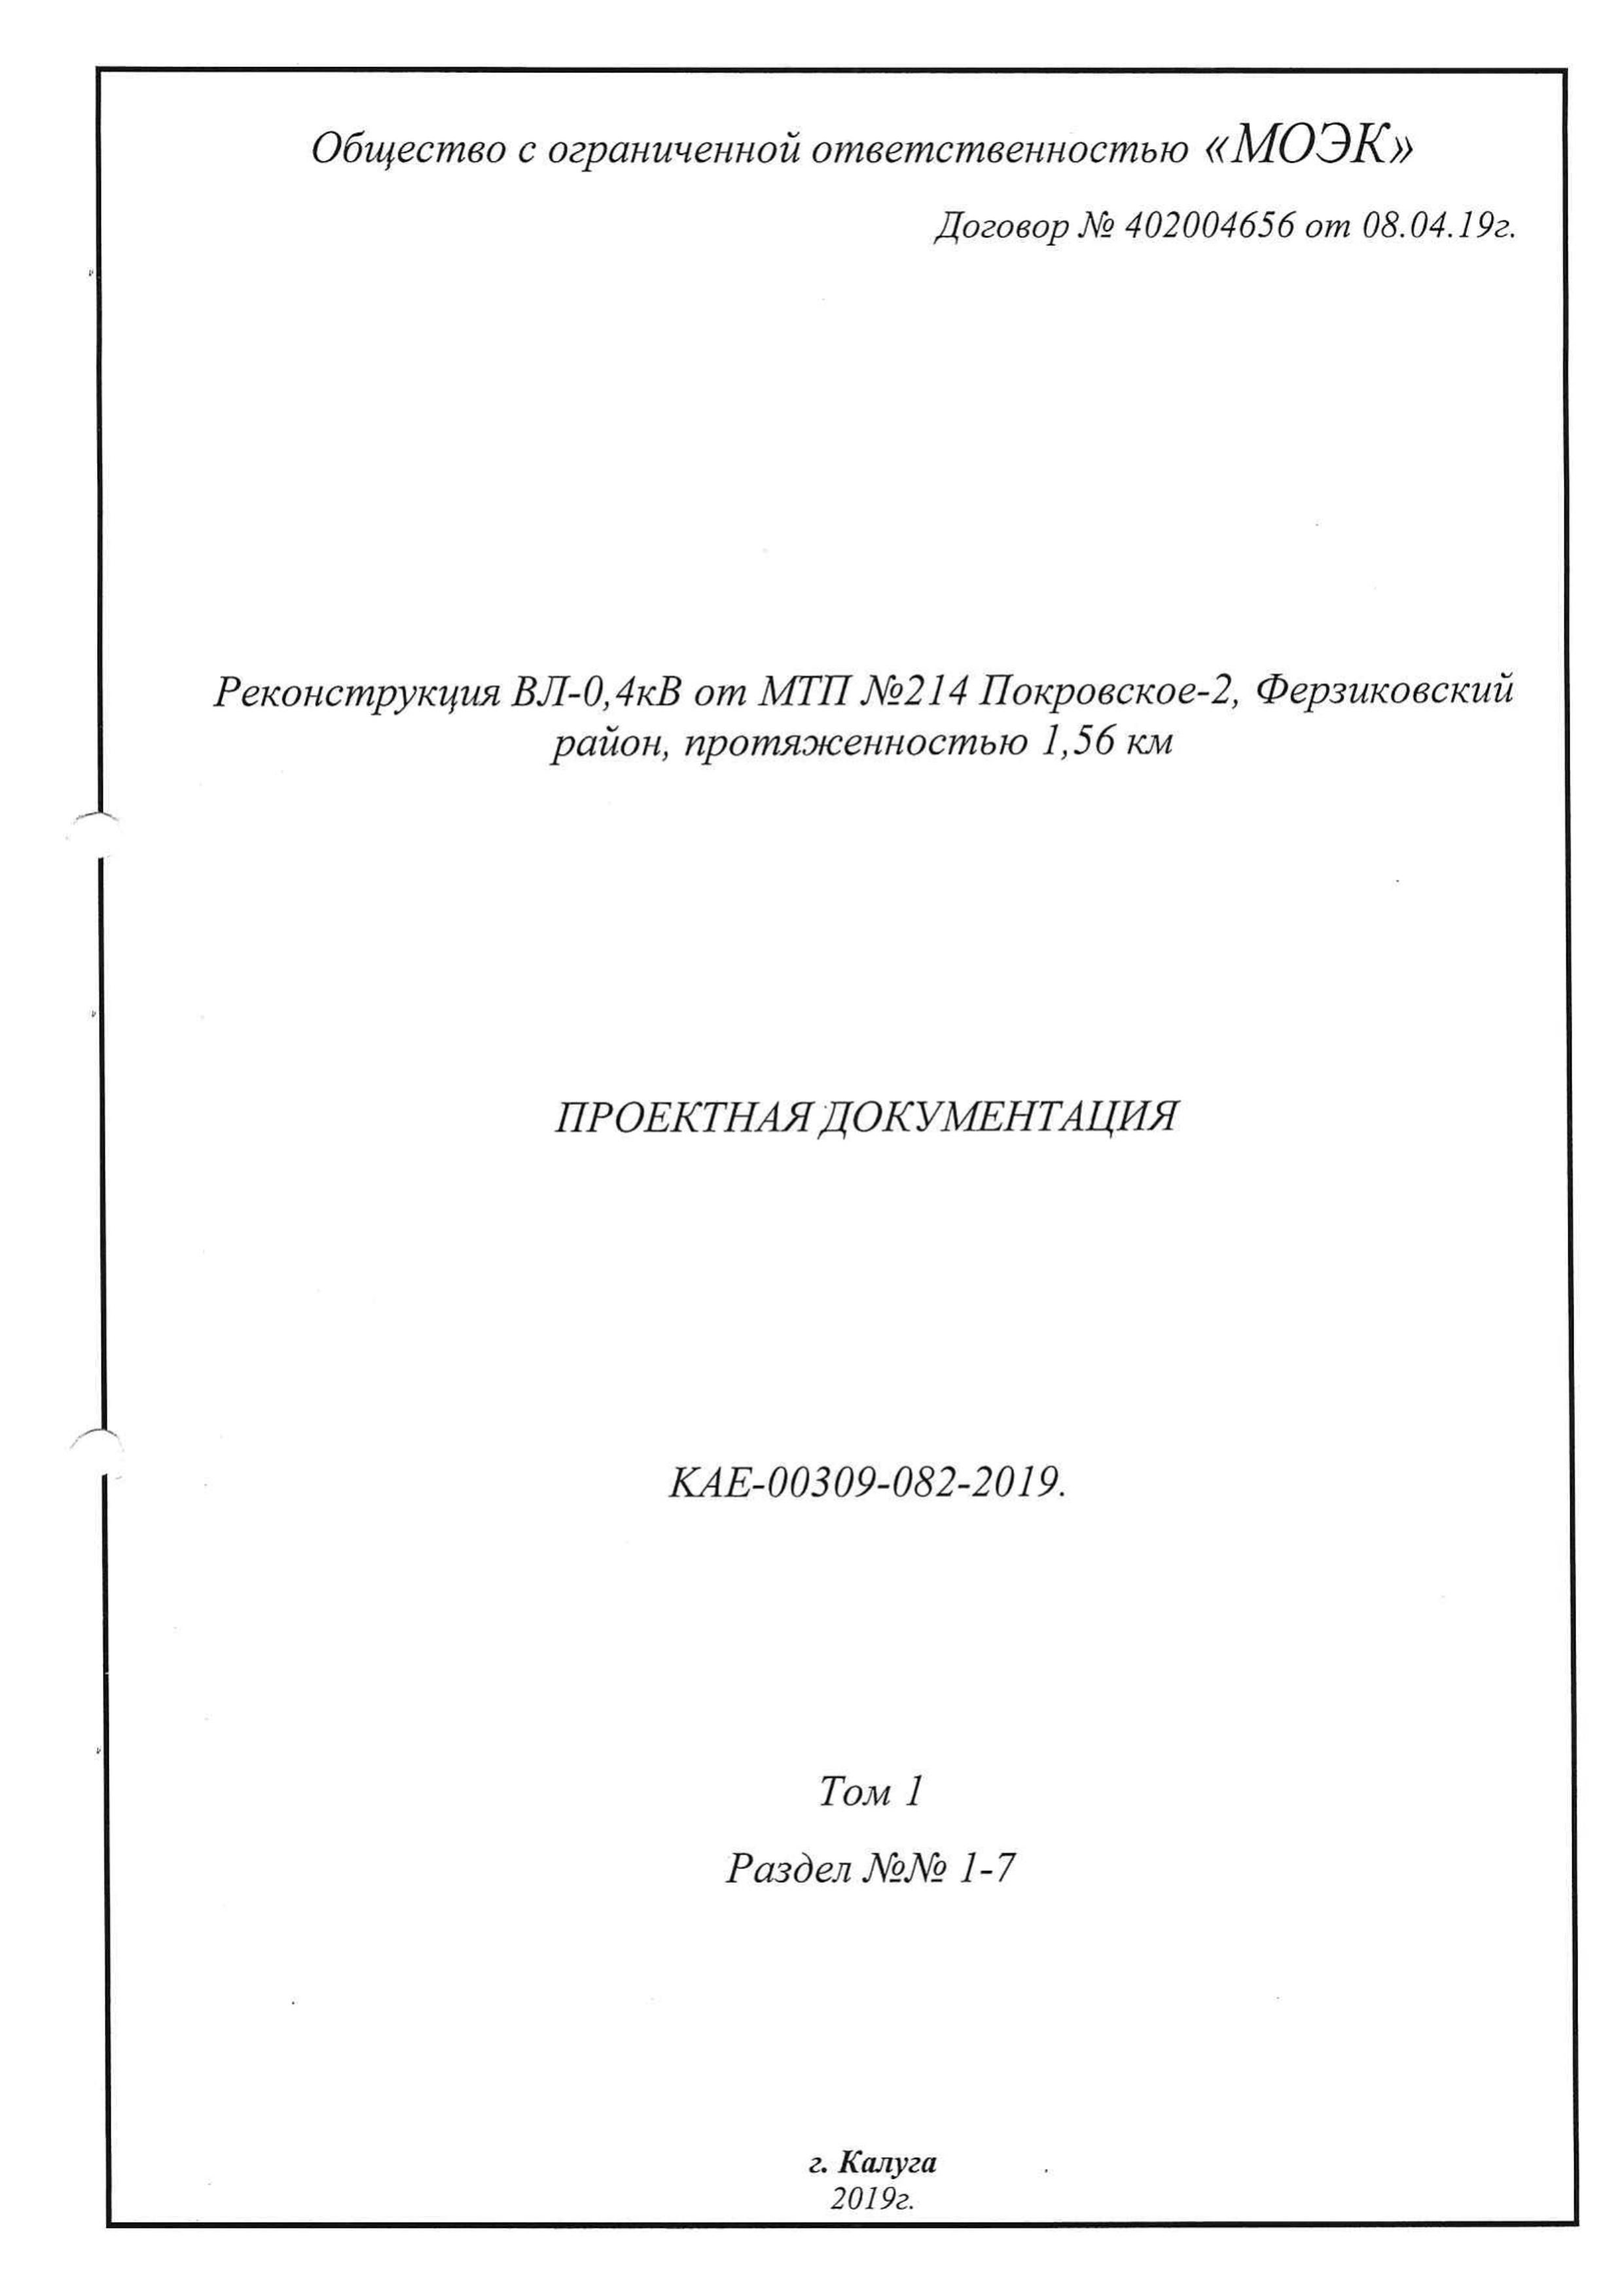 Общество с ограниченной ответственностью «МОЭК»
Договор № 402004656 от 08.04.19г.
Реконструкция ВЛ-0,4кВ от МТП №214 Покровское-2, Ферзиковский
район, протяженностью 1,56 км
ПРОЕКТНАЯ ДОКУМЕНТАЦИЯ
КАЕ-00309-082-2019.
Том 1
Раздел №№ 1-7
г. Калуга
2019г.